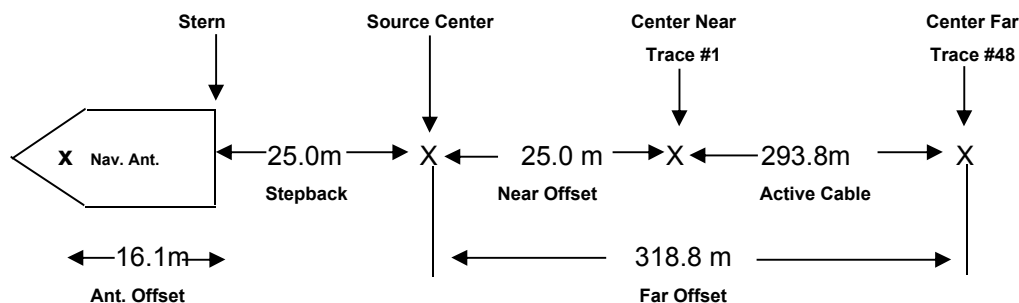 Stern
Source Center
Center Near
Trace #1
Center Far
Trace #48
X Nav. Ant.
25.0m
X
25.0 m
X
293.8m
X
Stepback
Near Offset
Active Cable
16.1m
318.8 m
Ant. Offset
Far Offset